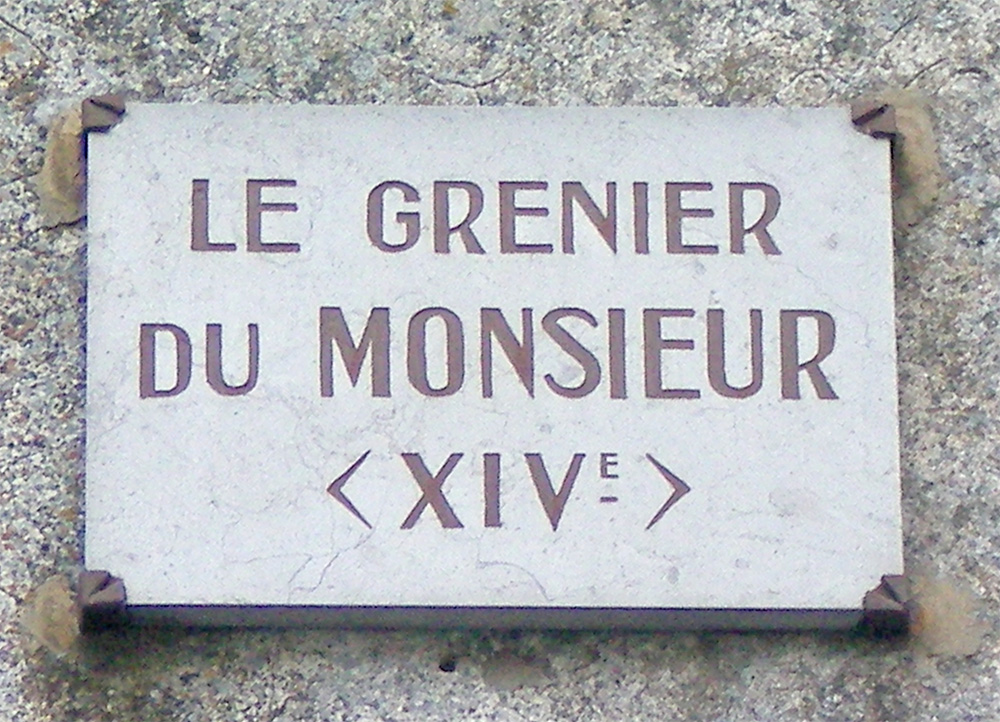 LE GRENIER
DU MONSIEUR
<XIVE>